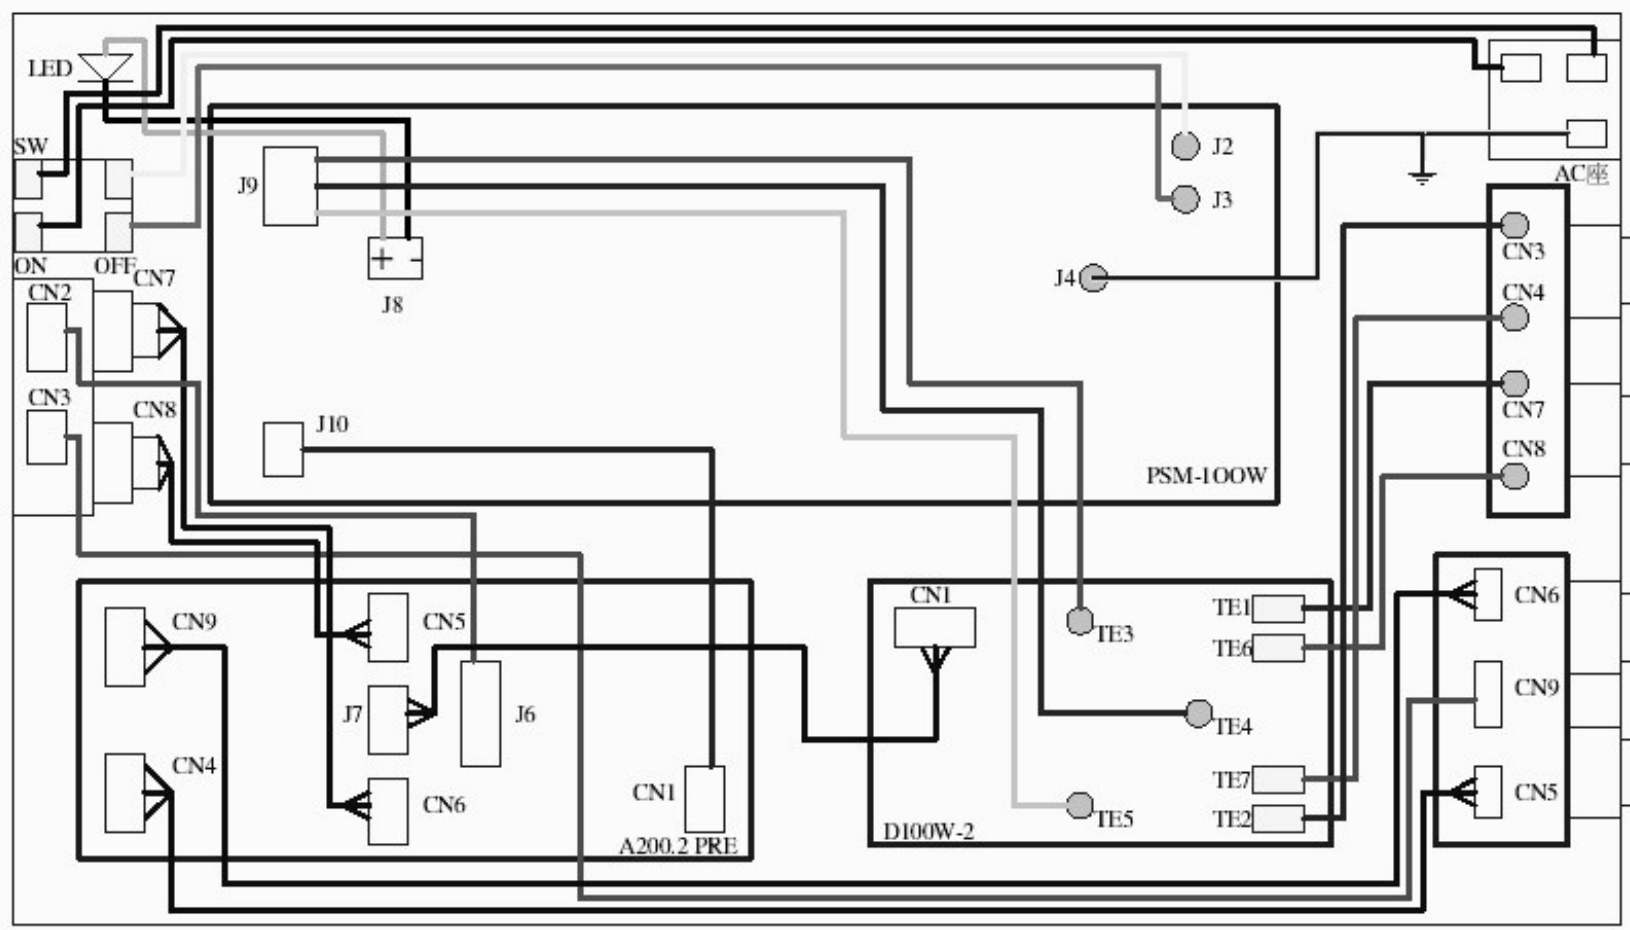 LED
SW
ON
OFF
J9
+
-
J8
J2
J3
J4
AC座
CN2
CN7
CN3
CN8
J10
PSM-100W
CN3
CN4
CN7
CN8
CN9
CN5
J7
J6
CN4
CN6
CN1
A200.2 PRE
CN1
TE3
TE1
TE6
TE4
TE7
TE5
TE2
D100W-2
CN6
CN9
CN5